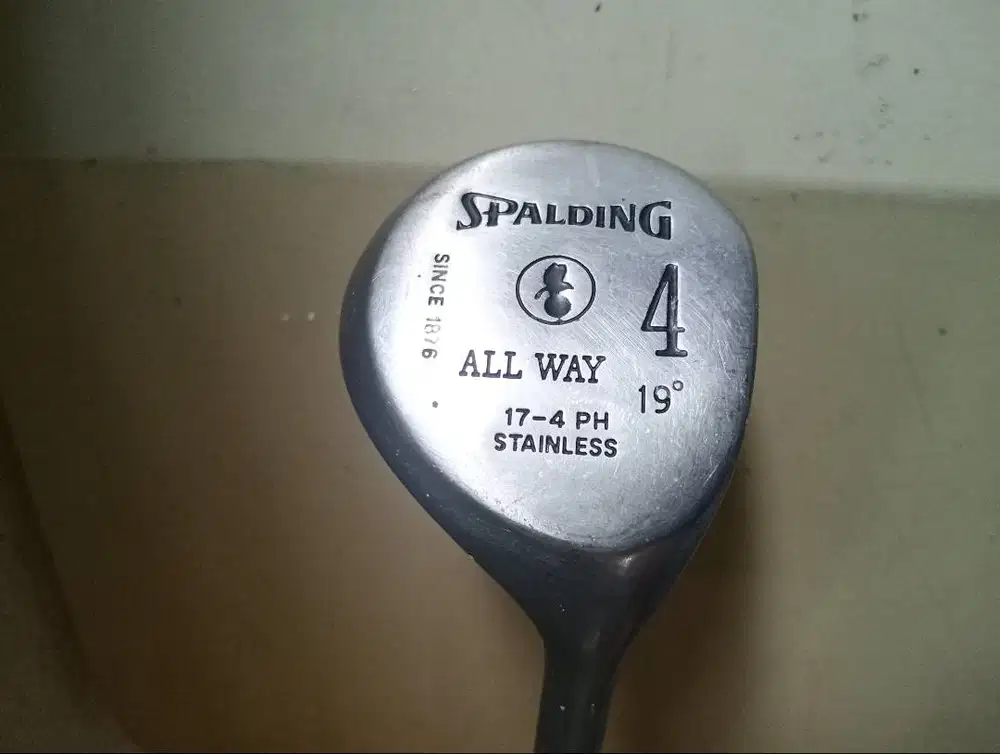 SPALDING
SINCE 1876
4
ALL WAY
19°
17-4 PH
STAINLESS